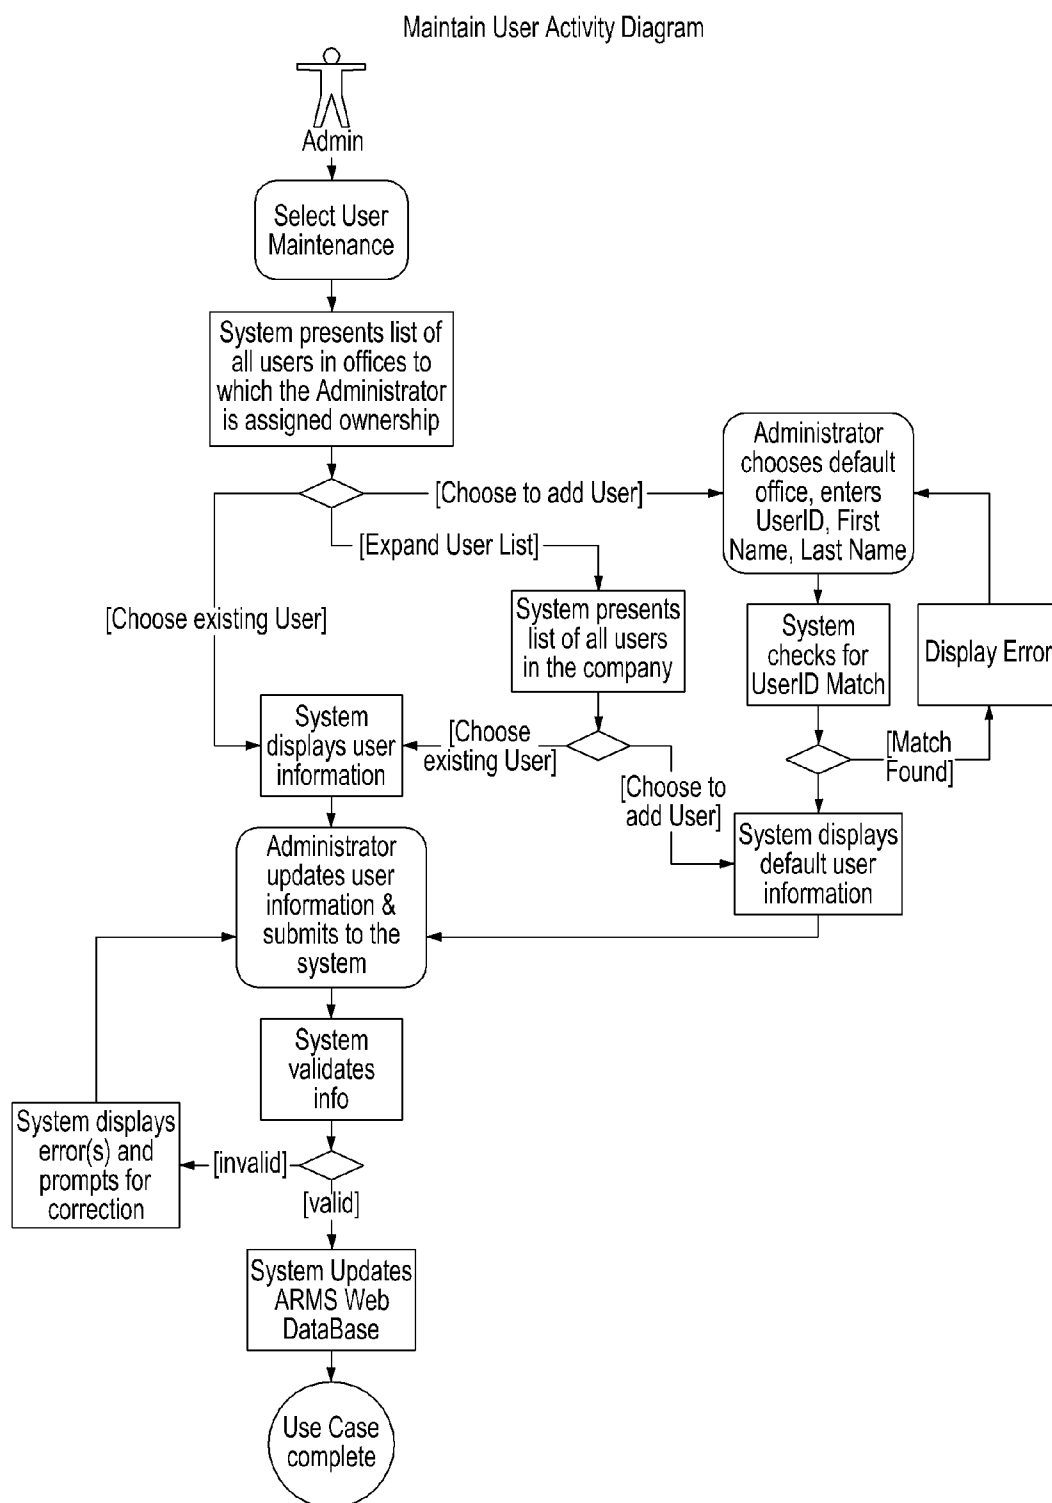 Maintain User Activity Diagram
Admin
Select User
Maintenance
System presents list of
all users in offices to
which the Administrator
is assigned ownership
Administrator
chooses default
office, enters
UserID, First
Name, Last Name
[Choose to add User]
[Expand User List]
[Choose existing User]
System presents
list of all users
in the company
System
checks for
UserID Match
Display Error
System
displays user
information
[Choose
existing User]
[Choose to
add User]
[Match
Found]
System displays
default user
information
Administrator
updates user
information &
submits to the
system
System
validates
info
System displays
error(s) and
prompts for
correction
[invalid]
[valid]
System Updates
ARMS Web
DataBase
Use Case
complete